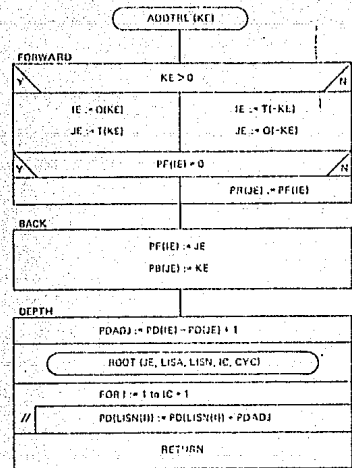 ADDTRE (KE)
FORWARD
KE > 0
Y N
IE := O(KE) IE := T(-KE)
JE := T(KE) JE := O(-KE)
PF(IE) = 0
Y N
PR(JE) := PF(IE)
BACK
PF(IE) := JE
PB(JE) := KE
DEPTH
PDADJ := PD(IE) - PD(JE) + 1
ROOT (JE, LISA, LISN, IC, CYC)
FOR I := 1 to IC + 1
// PD(LISN(I)) := PD(LISN(I)) + PDADJ
RETURN